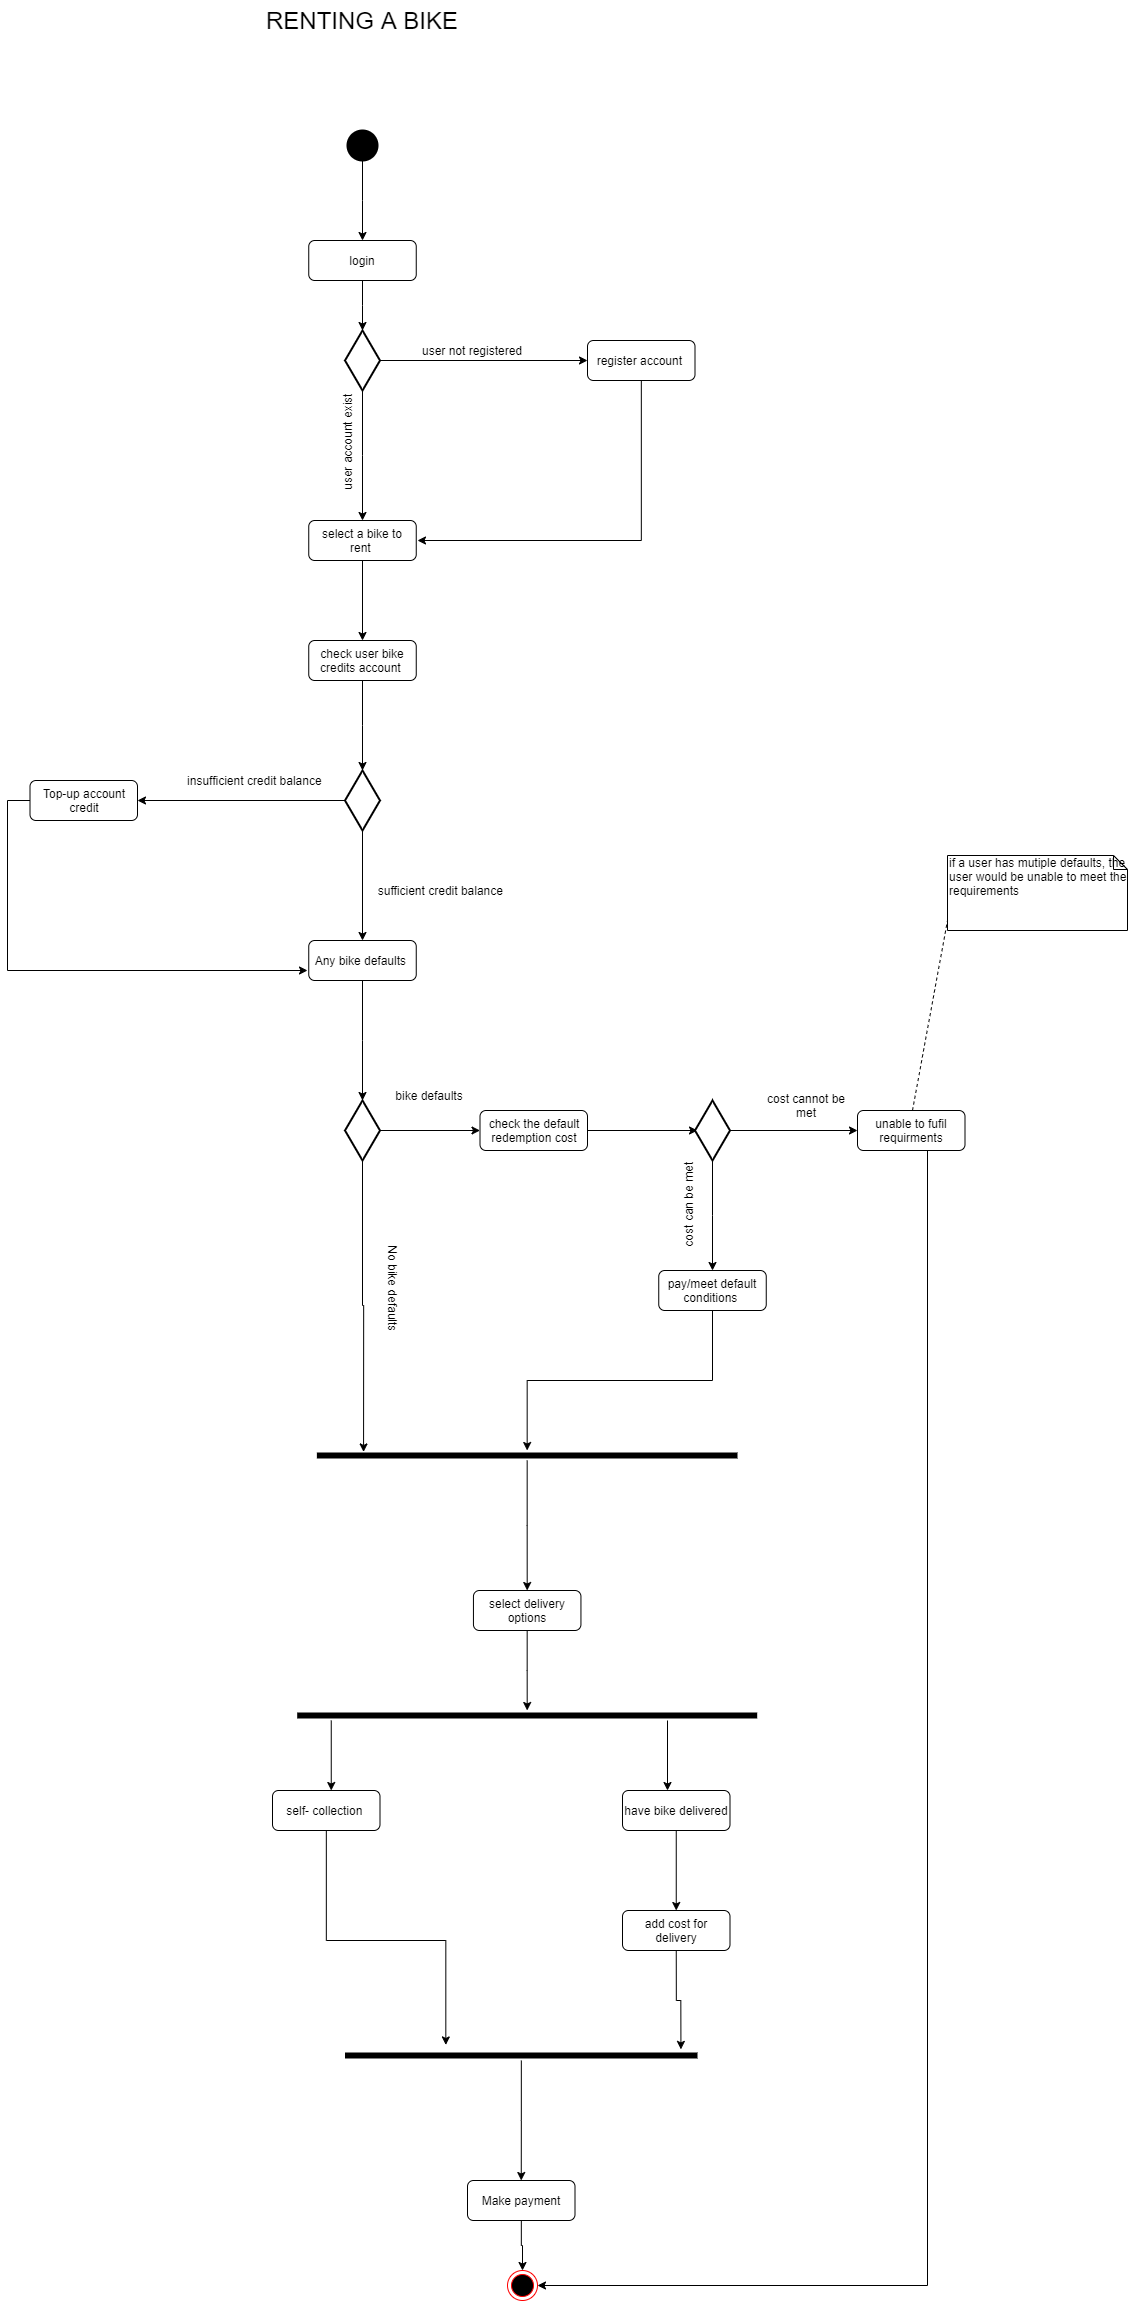 RENTING A BIKE
login
user not registered
register account
user account exist
select a bike to
rent
check user bike
credits account
insufficient credit balance
Top-up account
credit
sufficient credit balance
if a user has mutiple defaults, the
user would be unable to meet the
requirements
Any bike defaults
bike defaults
check the default
redemption cost
cost cannot be
met
unable to fufil
requirments
cost can be met
No bike defaults
pay/meet default
conditions
select delivery
options
self- collection
have bike delivered
add cost for
delivery
Make payment